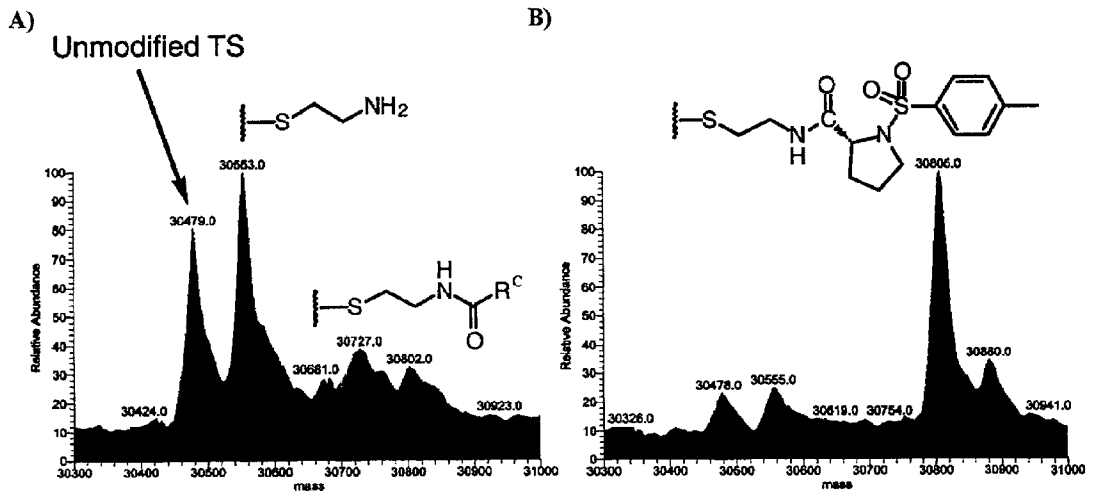 A)
Unmodified TS
S
NH2
30553.0
30479.0
H
N
S
R^c
O
30727.0
30802.0
30681.0
30424.0
30923.0
Relative Abundance
100
90
80
70
60
50
40
30
20
10
0
30300 30400 30500 30600 30700 30800 30900 31000
mass
B)
O
O
O
S
C
S
N
H
N
30805.0
30880.0
30478.0
30555.0
30326.0
30619.0
30754.0
30941.0
Relative Abundance
100
90
80
70
60
50
40
30
20
10
0
30300 30400 30500 30600 30700 30800 30900 31000
mass